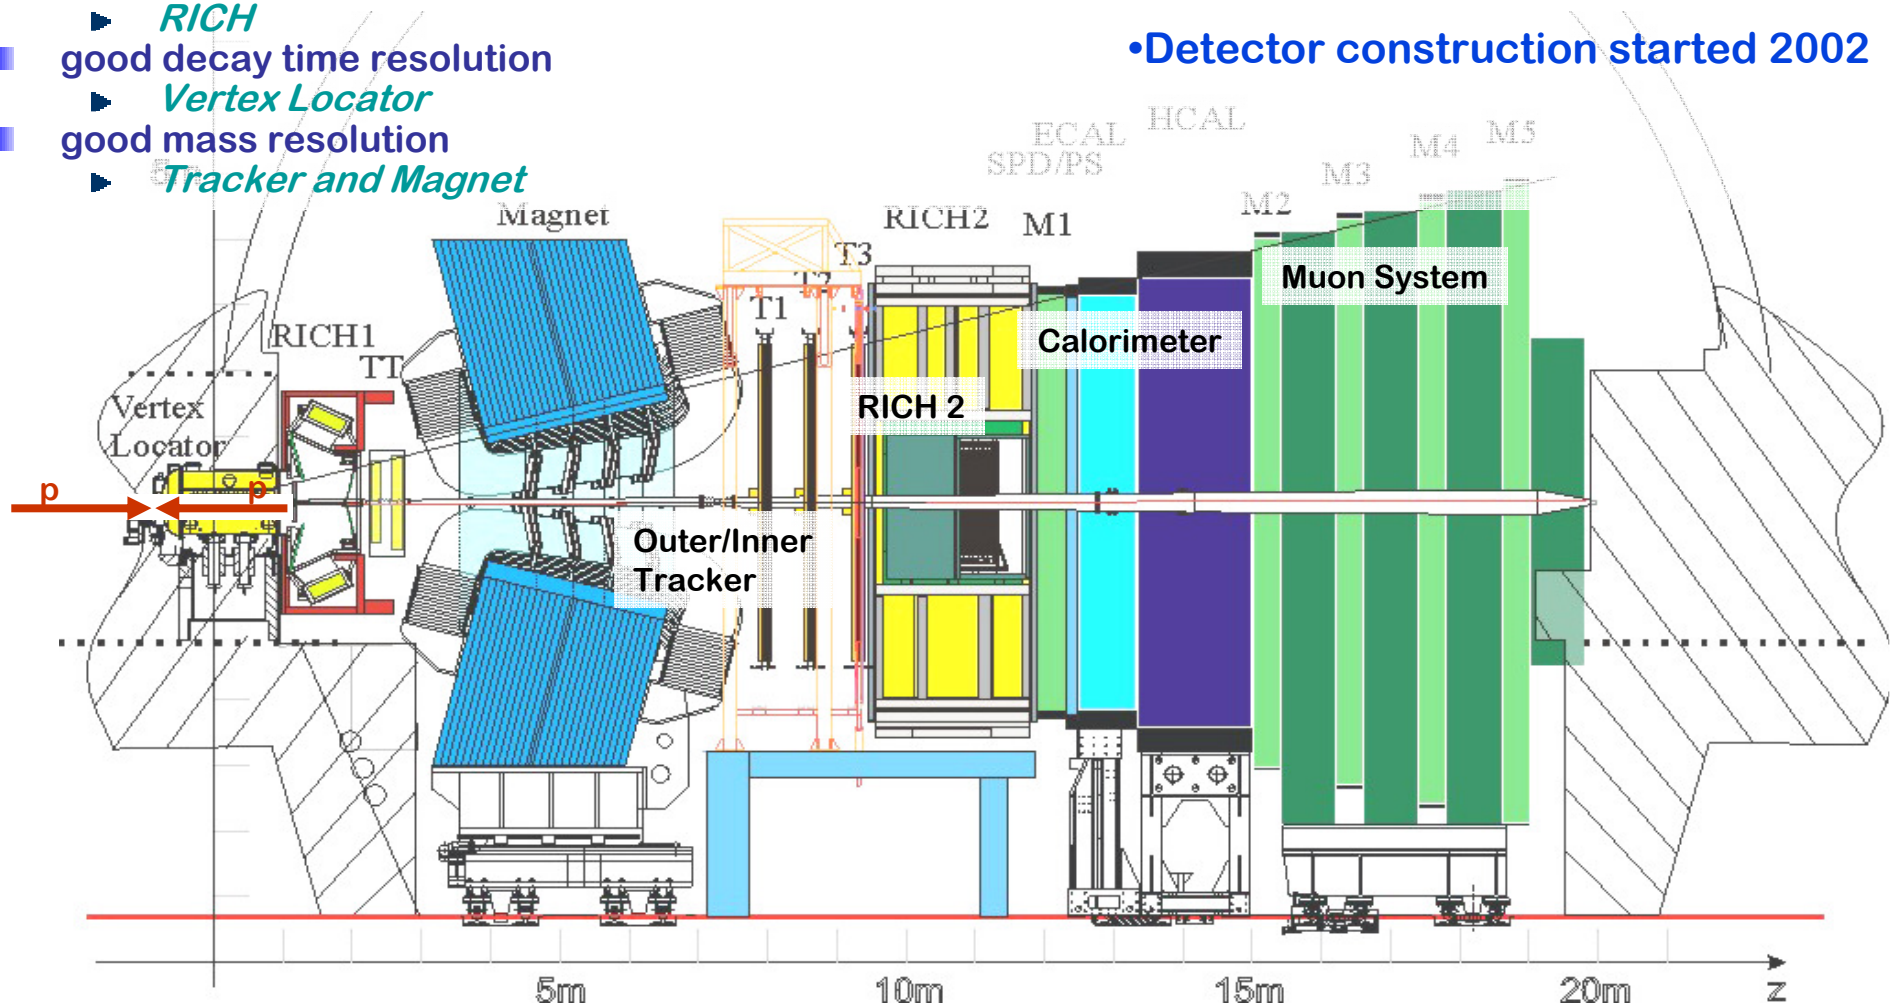 RICH
good decay time resolution
Vertex Locator
good mass resolution
Tracker and Magnet
•Detector construction started 2002
5m
Magnet
RICH1
TT
Vertex
Locator
p
p
T1
T2
T3
RICH2
M1
SPD/PS
ECAL
HCAL
M2
M3
M4
M5
Muon System
Calorimeter
RICH 2
Outer/Inner
Tracker
5m
10m
15m
20m
z